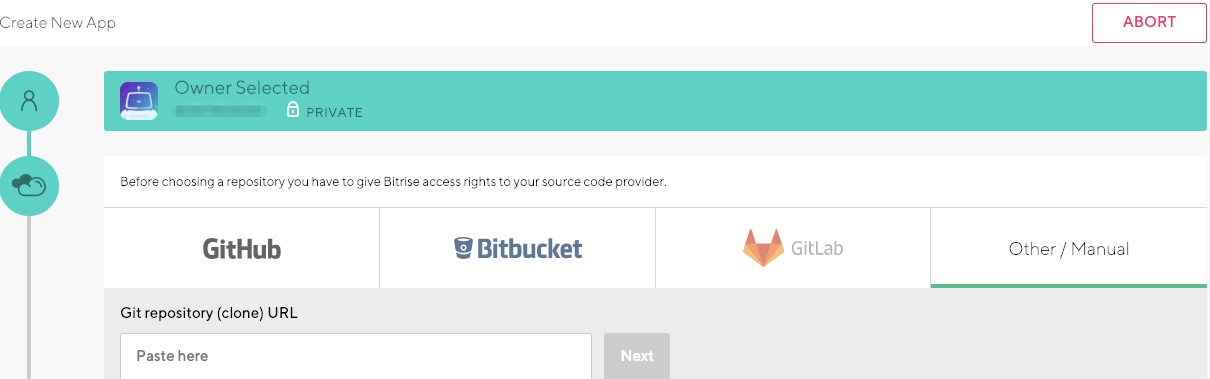 Create New App
ABORT
Owner Selected
PRIVATE
Before choosing a repository you have to give Bitrise access rights to your source code provider.
GitHub
Bitbucket
GitLab
Other / Manual
Git repository (clone) URL
Paste here
Next